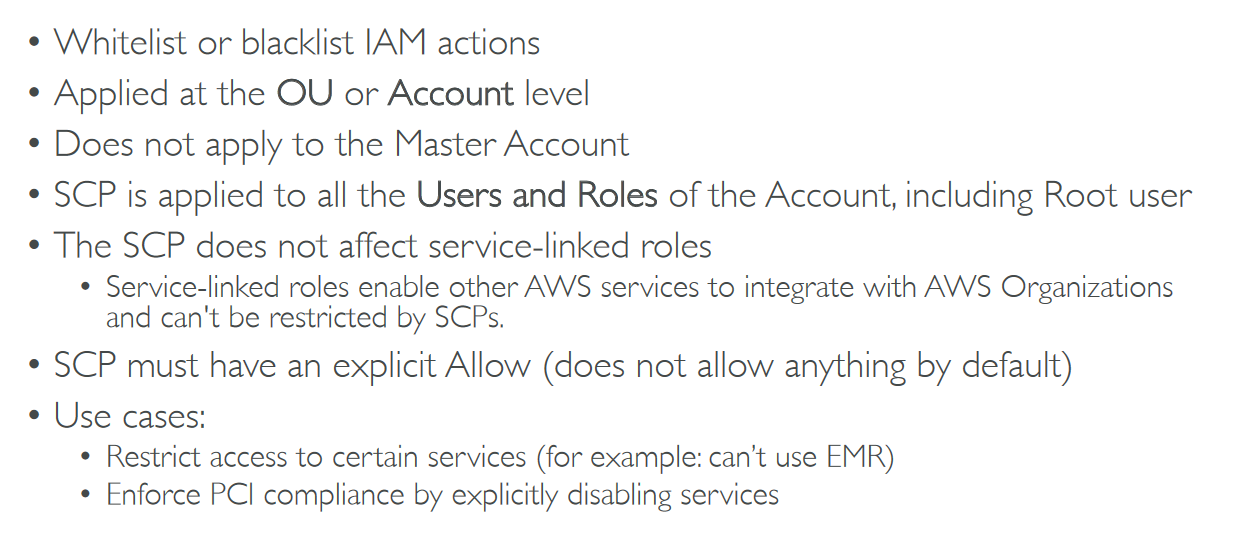 • Whitelist or blacklist IAM actions
• Applied at the OU or Account level
• Does not apply to the Master Account
• SCP is applied to all the Users and Roles of the Account, including Root user
• The SCP does not affect service-linked roles
• Service-linked roles enable other AWS services to integrate with AWS Organizations
and can't be restricted by SCPs.
• SCP must have an explicit Allow (does not allow anything by default)
• Use cases:
• Restrict access to certain services (for example: can’t use EMR)
• Enforce PCI compliance by explicitly disabling services